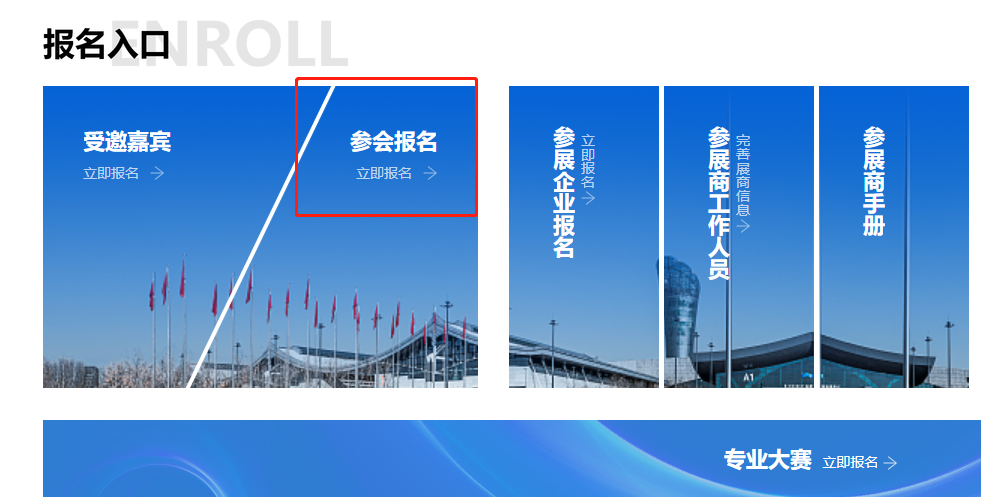 报名入口
ENROLL
受邀嘉宾
立即报名
参会报名
立即报名
参展企业报名
立即报名
参展商工作人员
完善展商信息
参展商手册
A1
专业大赛
立即报名